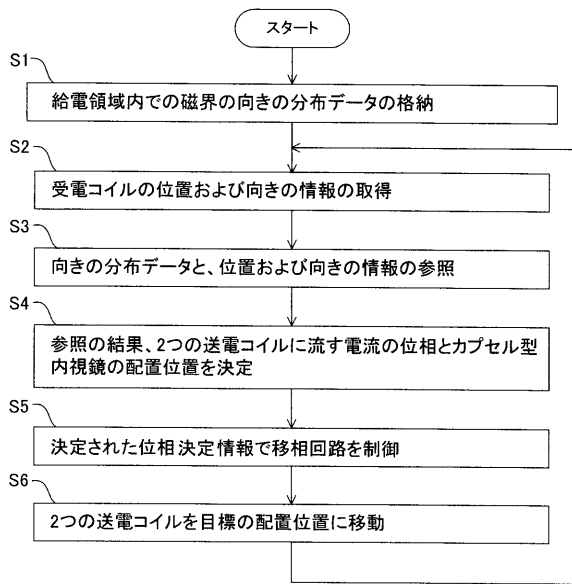 スタート
S1
給電領域内での磁界の向きの分布データの格納
S2
受電コイルの位置および向きの情報の取得
S3
向きの分布データと、位置および向きの情報の参照
S4
参照の結果、2つの送電コイルに流す電流の位相とカプセル型
内視鏡の配置位置を決定
S5
決定された位相決定情報で移相回路を制御
S6
2つの送電コイルを目標の配置位置に移動